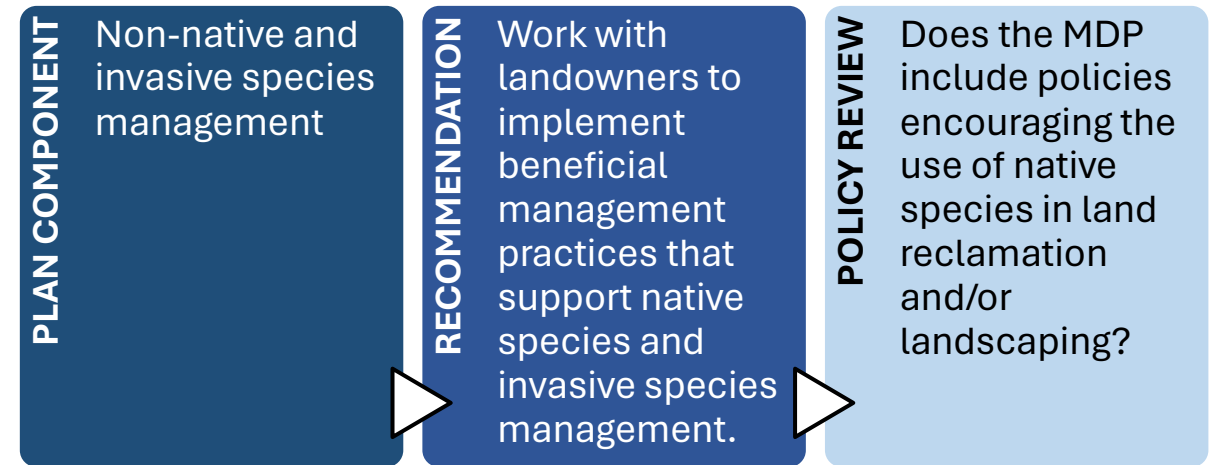 PLAN COMPONENT
Non-native and
invasive species
management
RECOMMENDATION
Work with
landowners to
implement
beneficial
management
practices that
support native
species and
invasive species
management.
POLICY REVIEW
Does the MDP
include policies
encouraging the
use of native
species in land
reclamation
and/or
landscaping?